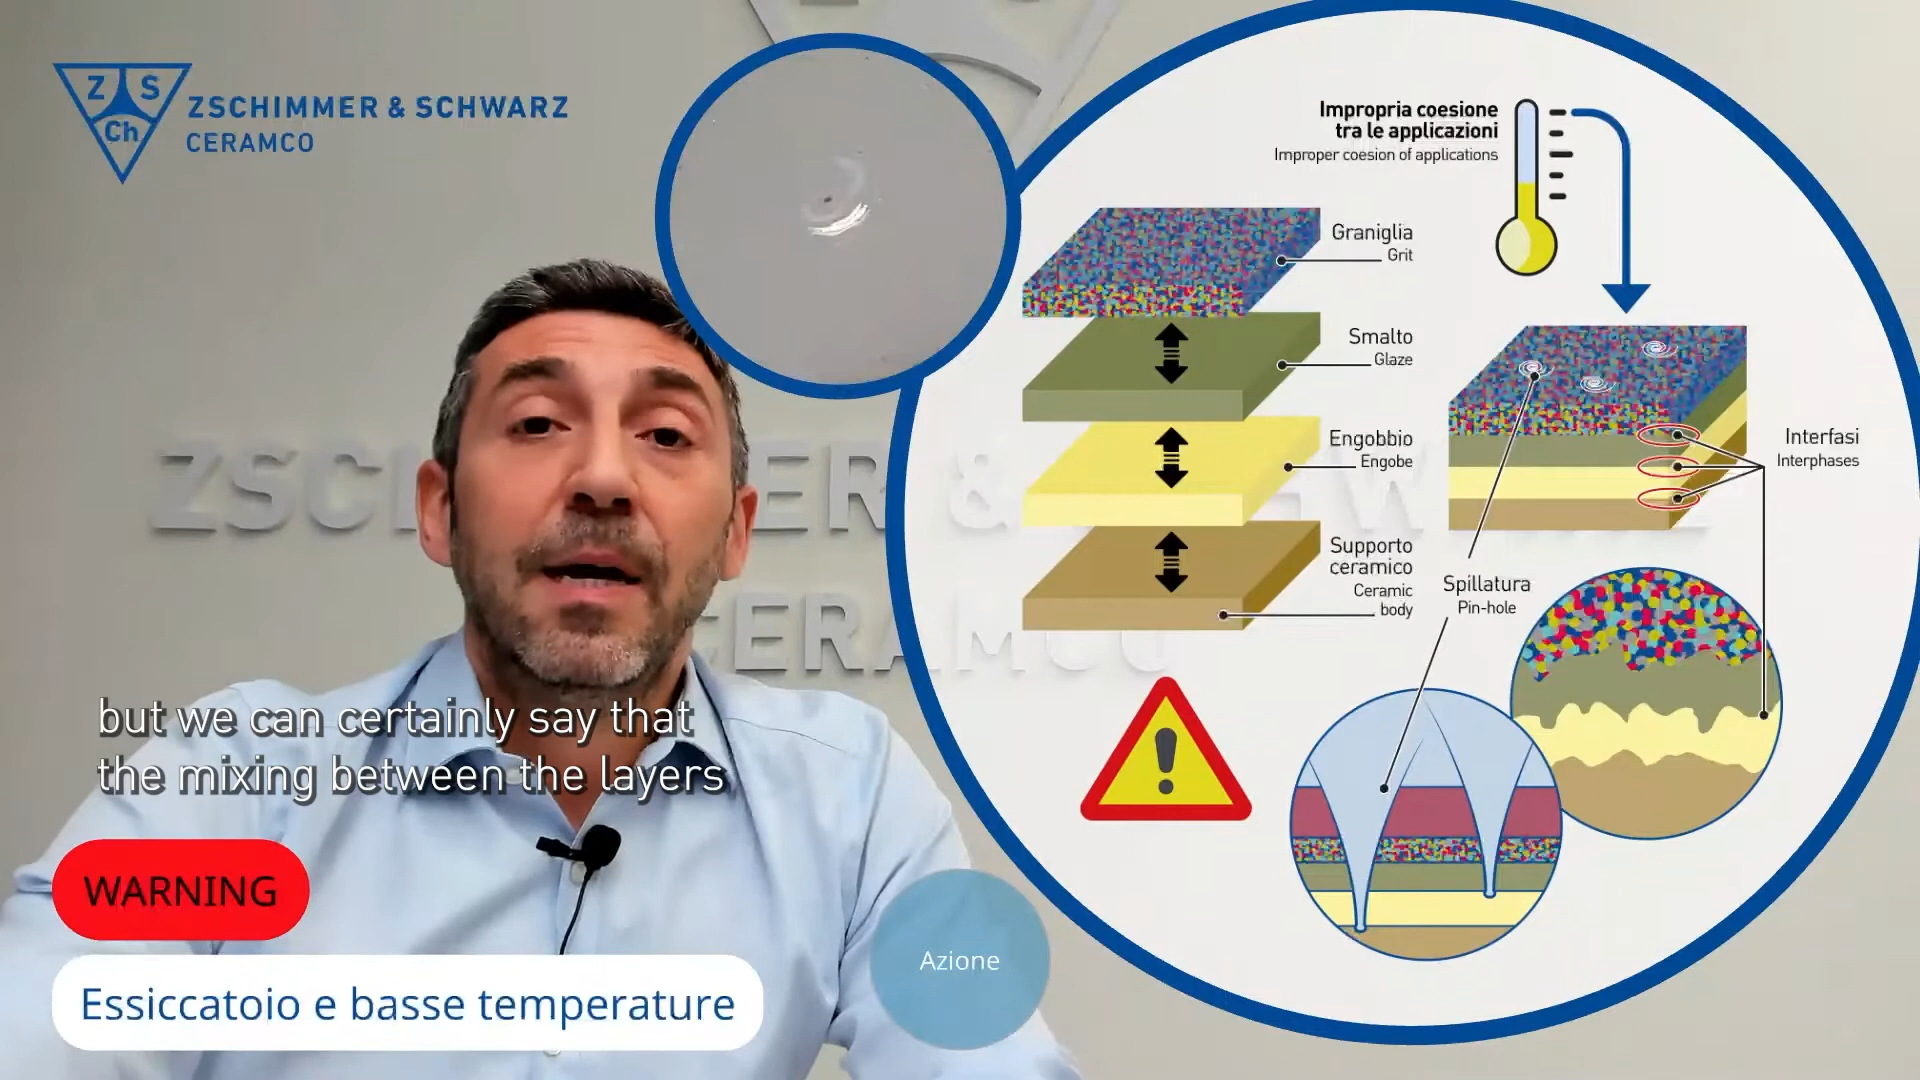 Z S
Ch
ZSCHIMMER & SCHWARZ
CERAMCO
Impropria coesione
tra le applicazioni
Improper coesion of applications
Graniglia
Grit
Smalto
Glaze
Engobbio
Engobe
Supporto
ceramico
Ceramic
body
Interfasi
Interphases
Spillatura
Pin-hole
but we can certainly say that
the mixing between the layers
WARNING
Essiccatoio e basse temperature
Azione